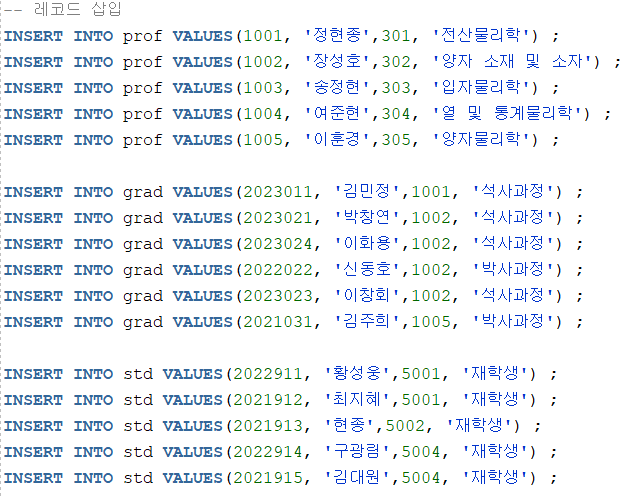 -- 레코드 삽입
INSERT INTO prof VALUES(1001, '정현종',301, '전산물리학') ;
INSERT INTO prof VALUES(1002, '장성호',302, '양자 소재 및 소자') ;
INSERT INTO prof VALUES(1003, '송정현',303, '입자물리학') ;
INSERT INTO prof VALUES(1004, '여준현',304, '열 및 통계물리학') ;
INSERT INTO prof VALUES(1005, '이훈경',305, '양자물리학') ;
INSERT INTO grad VALUES(2023011, '김민정',1001, '석사과정') ;
INSERT INTO grad VALUES(2023021, '박창연',1002, '석사과정') ;
INSERT INTO grad VALUES(2023024, '이화용',1002, '석사과정') ;
INSERT INTO grad VALUES(2022022, '신동호',1002, '박사과정') ;
INSERT INTO grad VALUES(2023023, '이창회',1002, '석사과정') ;
INSERT INTO grad VALUES(2021031, '김주희',1005, '박사과정') ;
INSERT INTO std VALUES(2022911, '황성웅',5001, '재학생') ;
INSERT INTO std VALUES(2021912, '최지혜',5001, '재학생') ;
INSERT INTO std VALUES(2021913, '현종',5002, '재학생') ;
INSERT INTO std VALUES(2022914, '구광림',5004, '재학생') ;
INSERT INTO std VALUES(2021915, '김대원',5004, '재학생') ;